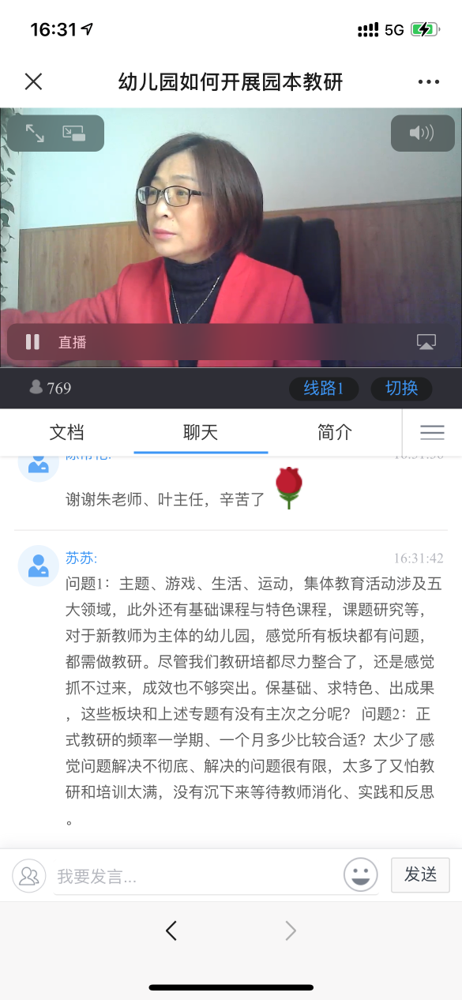 16:31
5G
幼儿园如何开展园本教研
直播
769
线路1
切换
文档
聊天
简介
谢谢朱老师、叶主任，辛苦了
苏苏:
16:31:42
问题1：主题、游戏、生活、运动，集体教育活动涉及五
大领域，此外还有基础课程与特色课程，课题研究等，
对于新教师为主体的幼儿园，感觉所有板块都有问题，
都需做教研。尽管我们教研培都尽力整合了，还是感觉
抓不过来，成效也不够突出。保基础、求特色、出成果
，这些板块和上述专题有没有主次之分呢？ 问题2：正
式教研的频率一学期、一个月多少比较合适？太少了感
觉问题解决不彻底、解决的问题很有限，太多了又怕教
研和培训太满，没有沉下来等待教师消化、实践和反思
。
我要发言...
发送